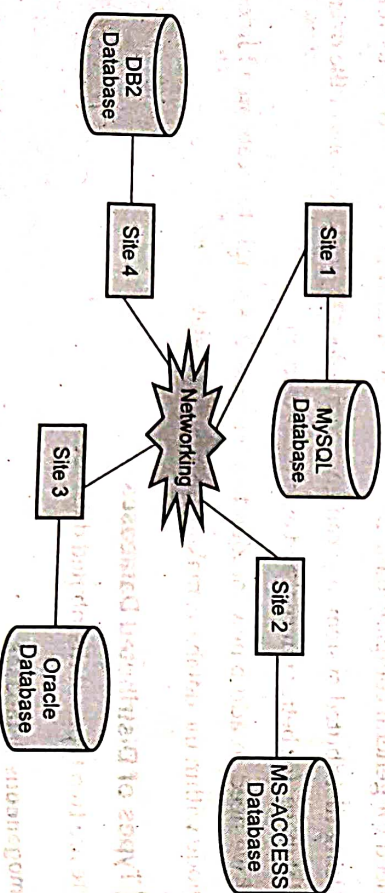 Site 1
MySQL
Database
Site 2
MS-ACCESS
Database
Networking
DB2
Database
Site 4
Site 3
Oracle
Database